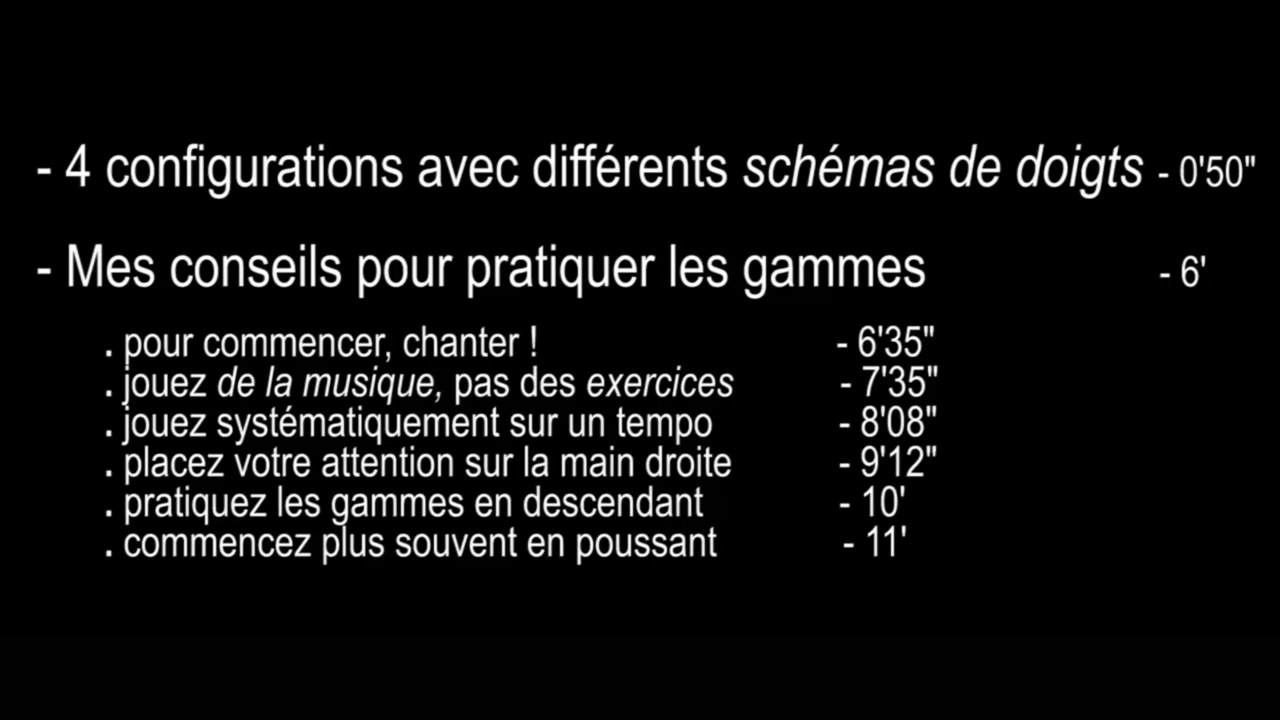 - 4 configurations avec différents schémas de doigts - 0'50"
- Mes conseils pour pratiquer les gammes - 6'
. pour commencer, chanter ! - 6'35"
. jouez de la musique, pas des exercices - 7'35"
. jouez systématiquement sur un tempo - 8'08"
. placez votre attention sur la main droite - 9'12"
. pratiquez les gammes en descendant - 10'
. commencez plus souvent en poussant - 11'